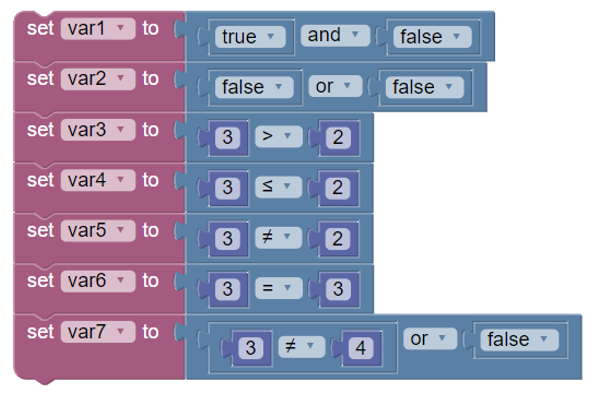 set var1 ▾ to true ▾ and ▾ false ▾
set var2 ▾ to false ▾ or ▾ false ▾
set var3 ▾ to 3 > ▾ 2
set var4 ▾ to 3 ≤ ▾ 2
set var5 ▾ to 3 ≠ ▾ 2
set var6 ▾ to 3 = ▾ 3
set var7 ▾ to 3 ≠ ▾ 4 or ▾ false ▾